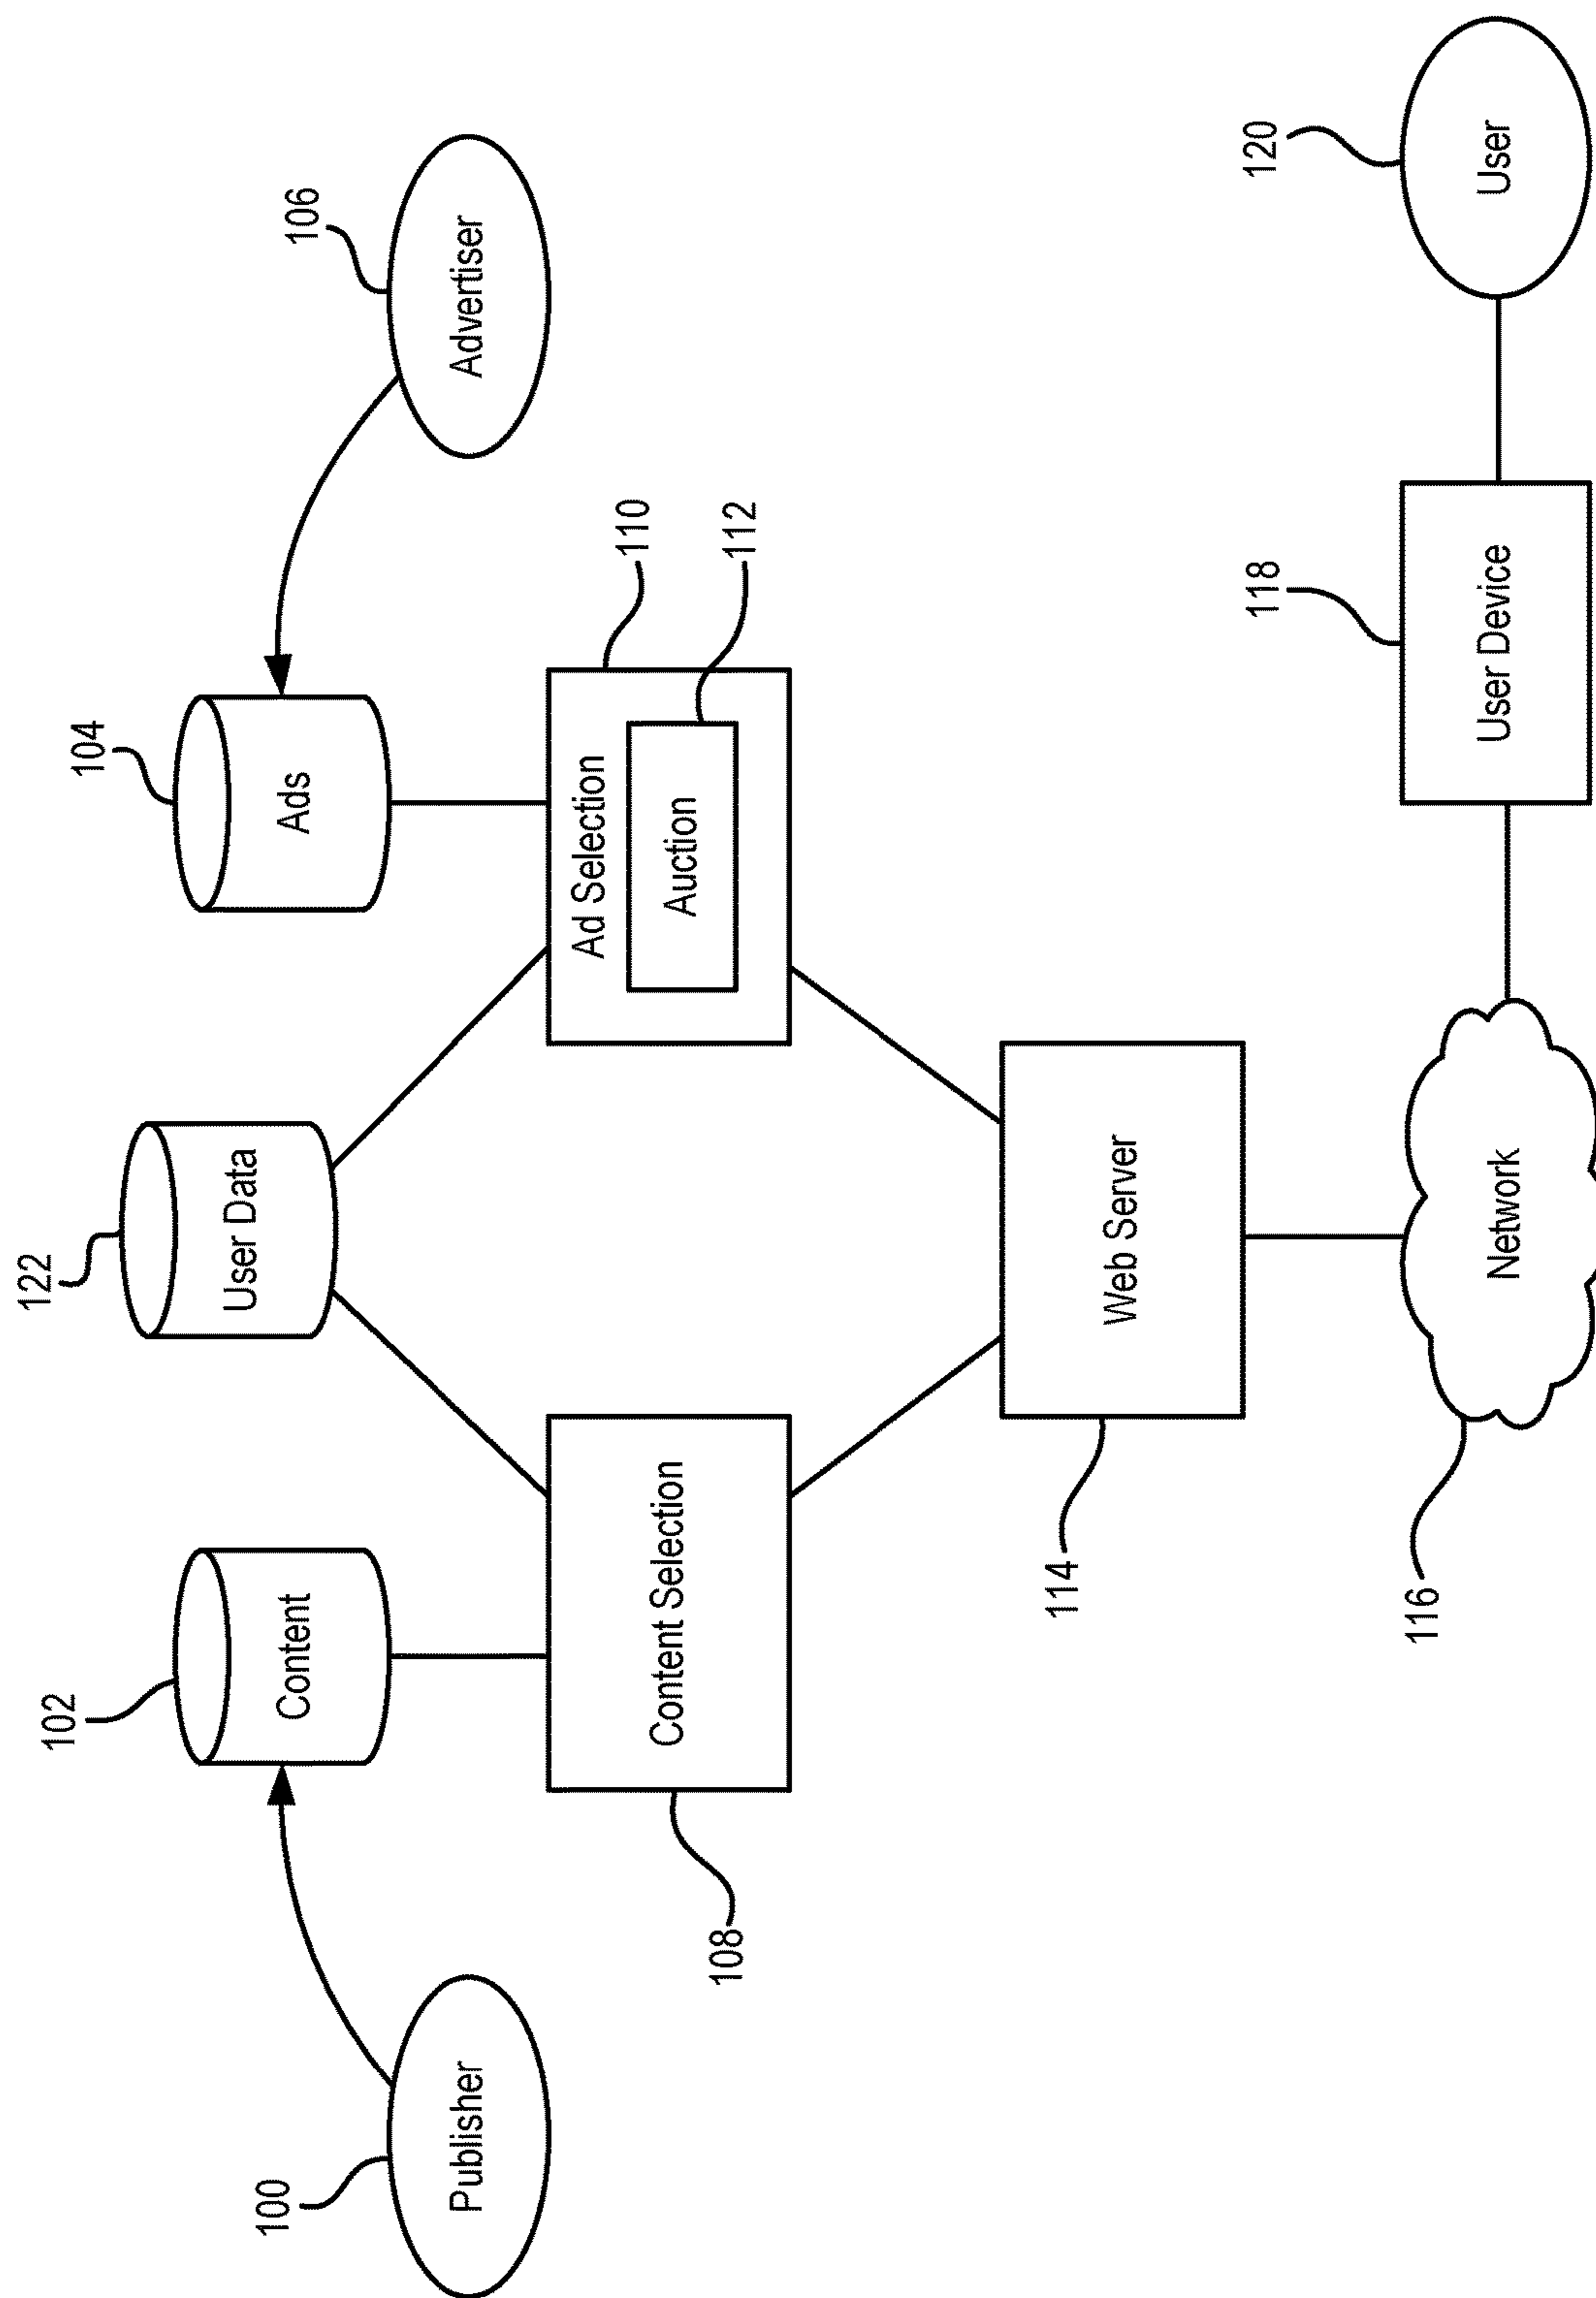 122
102
104
User Data
Content
Ads
100
106
Publisher
Advertiser
Content Selection
Ad Selection
110
Auction
112
108
114
Web Server
118
120
116
Network
User Device
User